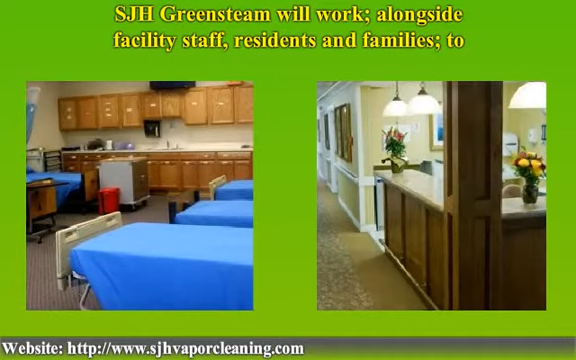 SJH Greensteam will work; alongside
facility staff, residents and families; to
Website: http://www.sjhvaporcleaning.com